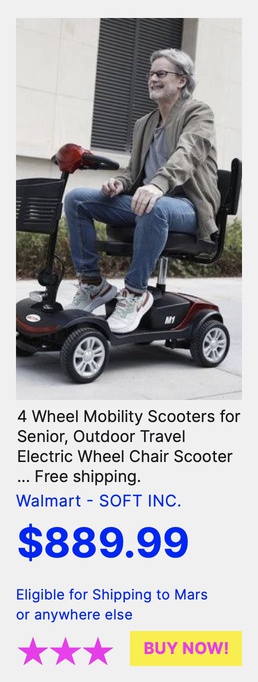 M1
4 Wheel Mobility Scooters for
Senior, Outdoor Travel
Electric Wheel Chair Scooter
... Free shipping.
Walmart - SOFT INC.
$889.99
Eligible for Shipping to Mars
or anywhere else
BUY NOW!